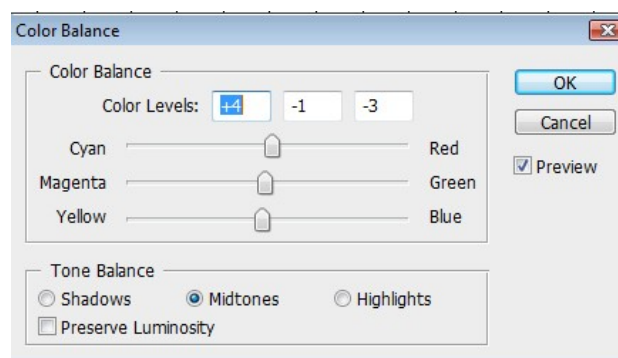 Color Balance
Color Balance
OK
Color Levels: +4 -1 -3
Cancel
Cyan Red
Preview
Magenta Green
Yellow Blue
Tone Balance
Shadows Midtones Highlights
Preserve Luminosity